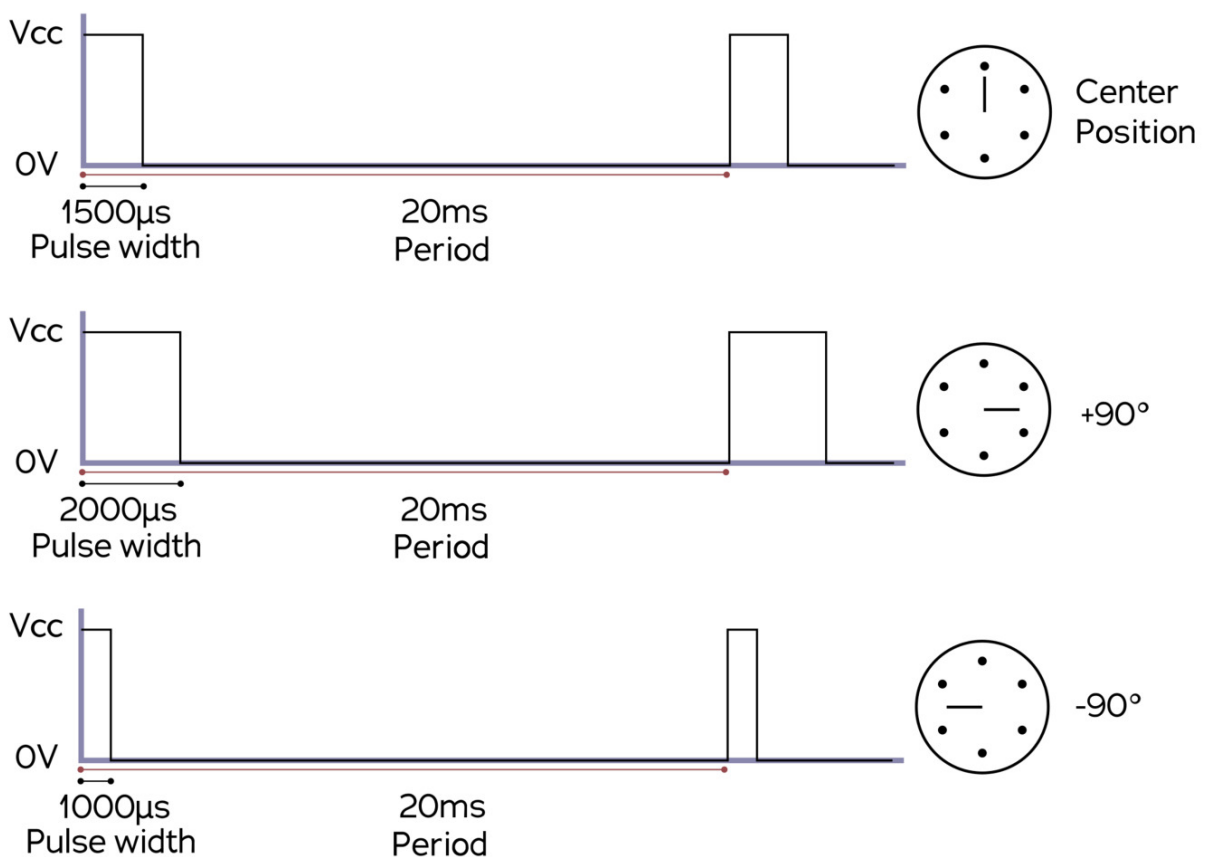 Vcc
0V
1500µs
Pulse width
20ms
Period
Center
Position
Vcc
0V
2000µs
Pulse width
20ms
Period
+90°
Vcc
0V
1000µs
Pulse width
20ms
Period
-90°